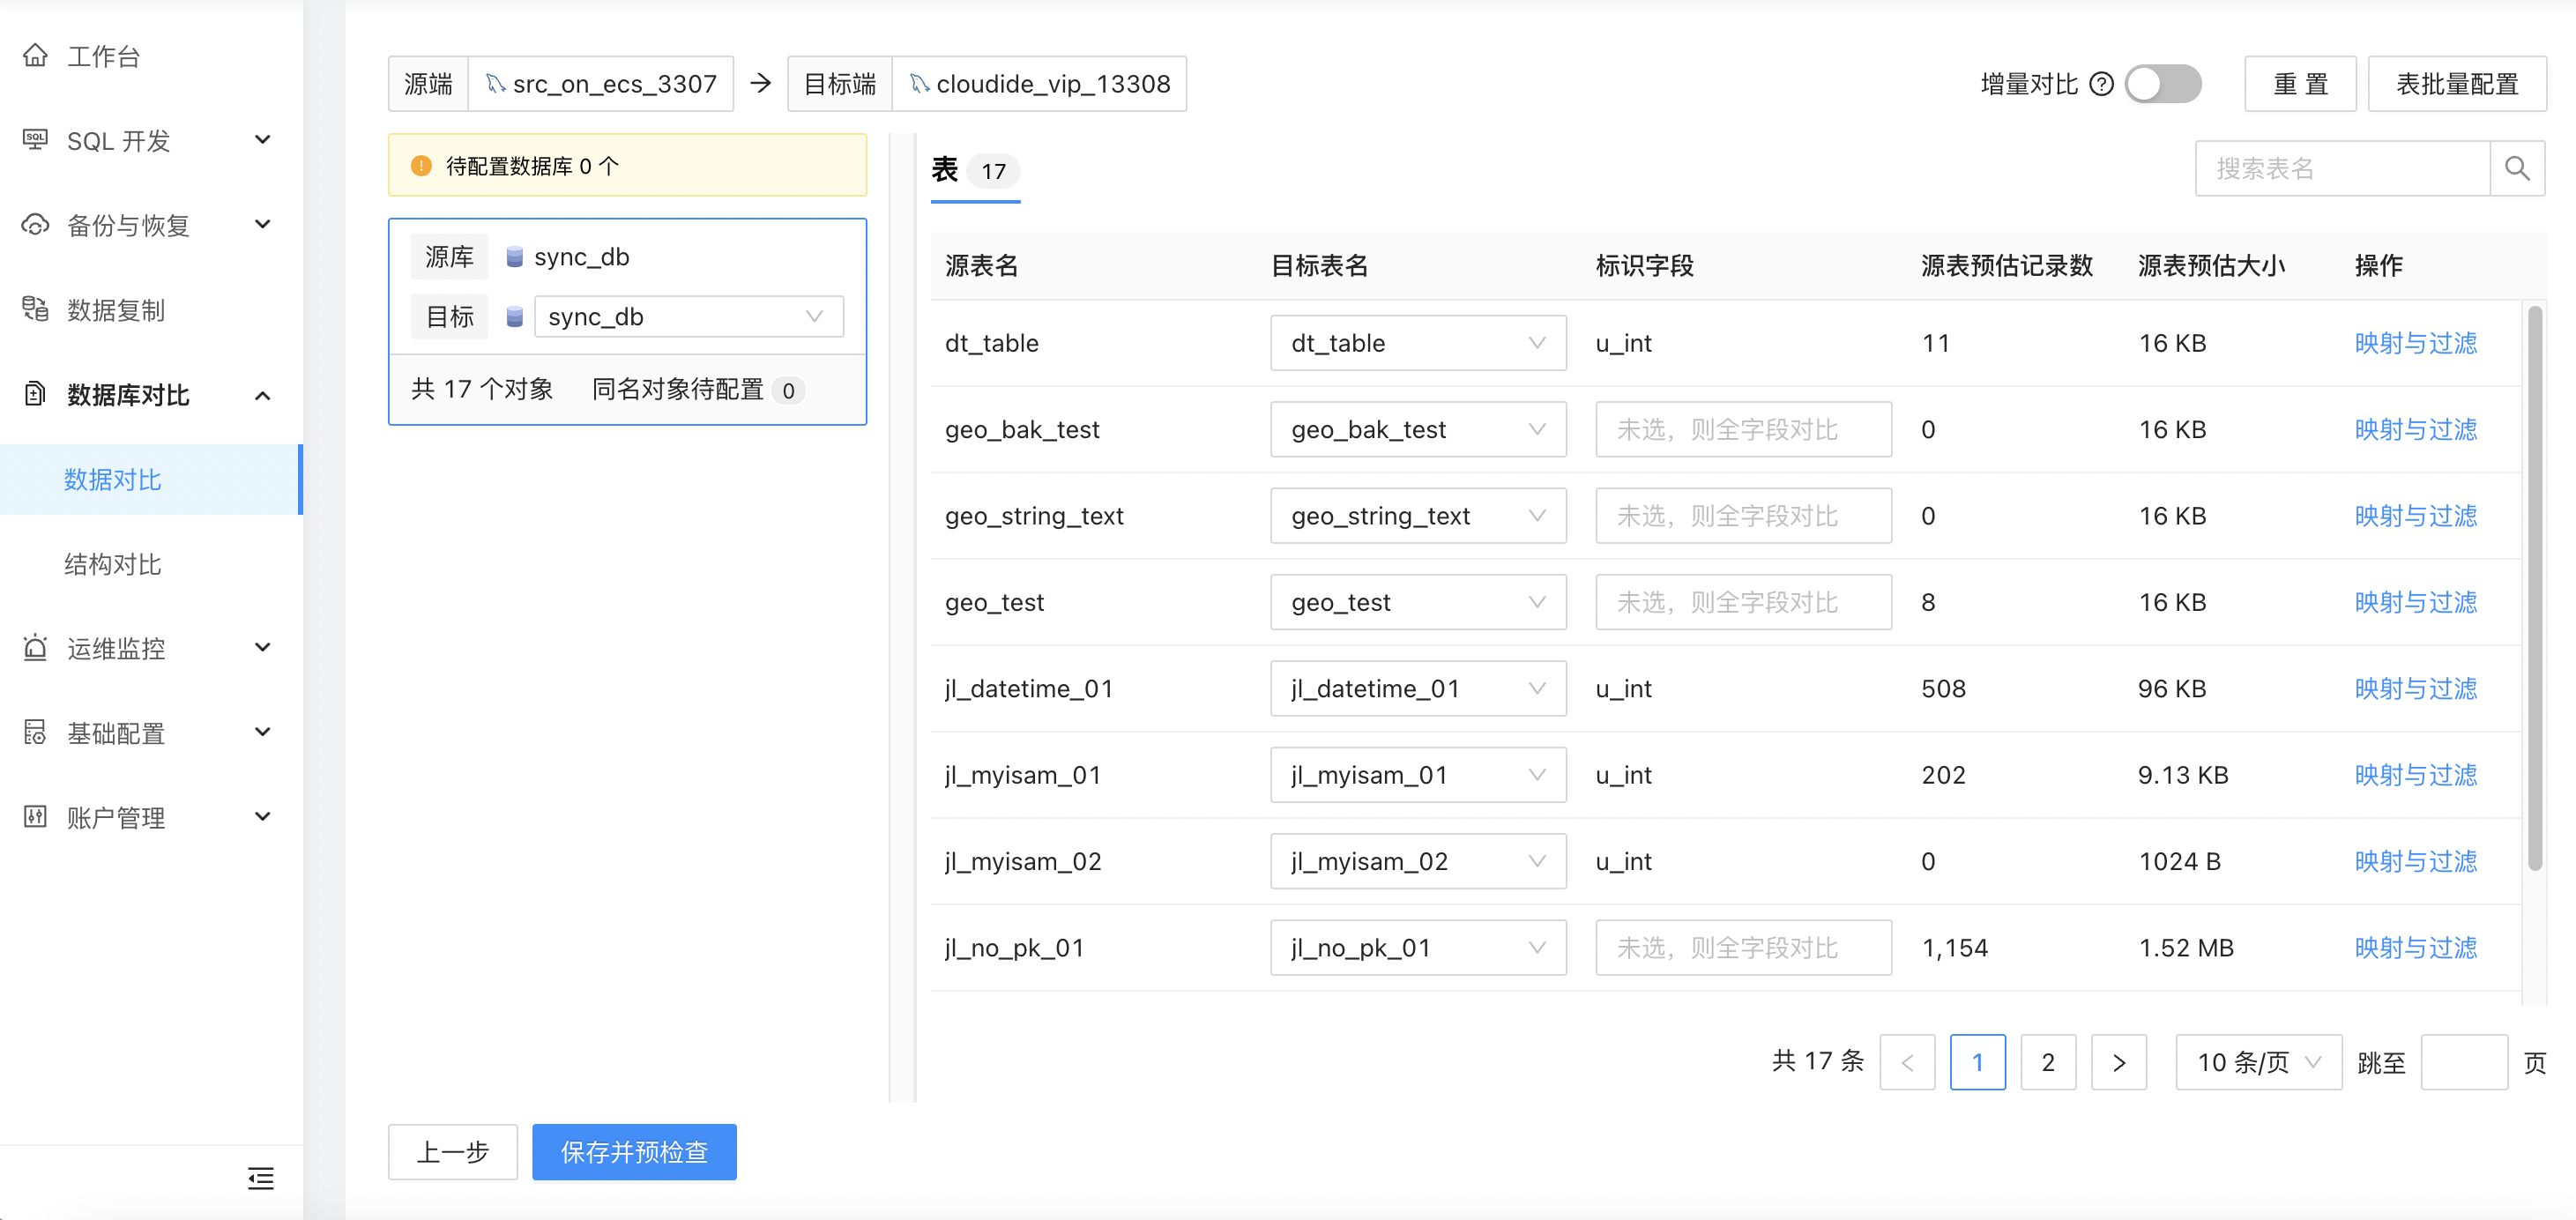 工作台
SQL 开发
备份与恢复
数据复制
数据库对比
数据对比
结构对比
运维监控
基础配置
账户管理
源端 src_on_ecs_3307 → 目标端 cloudide_vip_13308
增量对比 重 置 表批量配置
待配置数据库 0 个
源库 sync_db
目标 sync_db
共 17 个对象 同名对象待配置 0
表 17
搜索表名
源表名 目标表名 标识字段 源表预估记录数 源表预估大小 操作
dt_table dt_table u_int 11 16 KB 映射与过滤
geo_bak_test geo_bak_test 未选，则全字段对比 0 16 KB 映射与过滤
geo_string_text geo_string_text 未选，则全字段对比 0 16 KB 映射与过滤
geo_test geo_test 未选，则全字段对比 8 16 KB 映射与过滤
jl_datetime_01 jl_datetime_01 u_int 508 96 KB 映射与过滤
jl_myisam_01 jl_myisam_01 u_int 202 9.13 KB 映射与过滤
jl_myisam_02 jl_myisam_02 u_int 0 1024 B 映射与过滤
jl_no_pk_01 jl_no_pk_01 未选，则全字段对比 1,154 1.52 MB 映射与过滤
共 17 条 < 1 2 > 10 条/页 跳至 页
上一步 保存并预检查